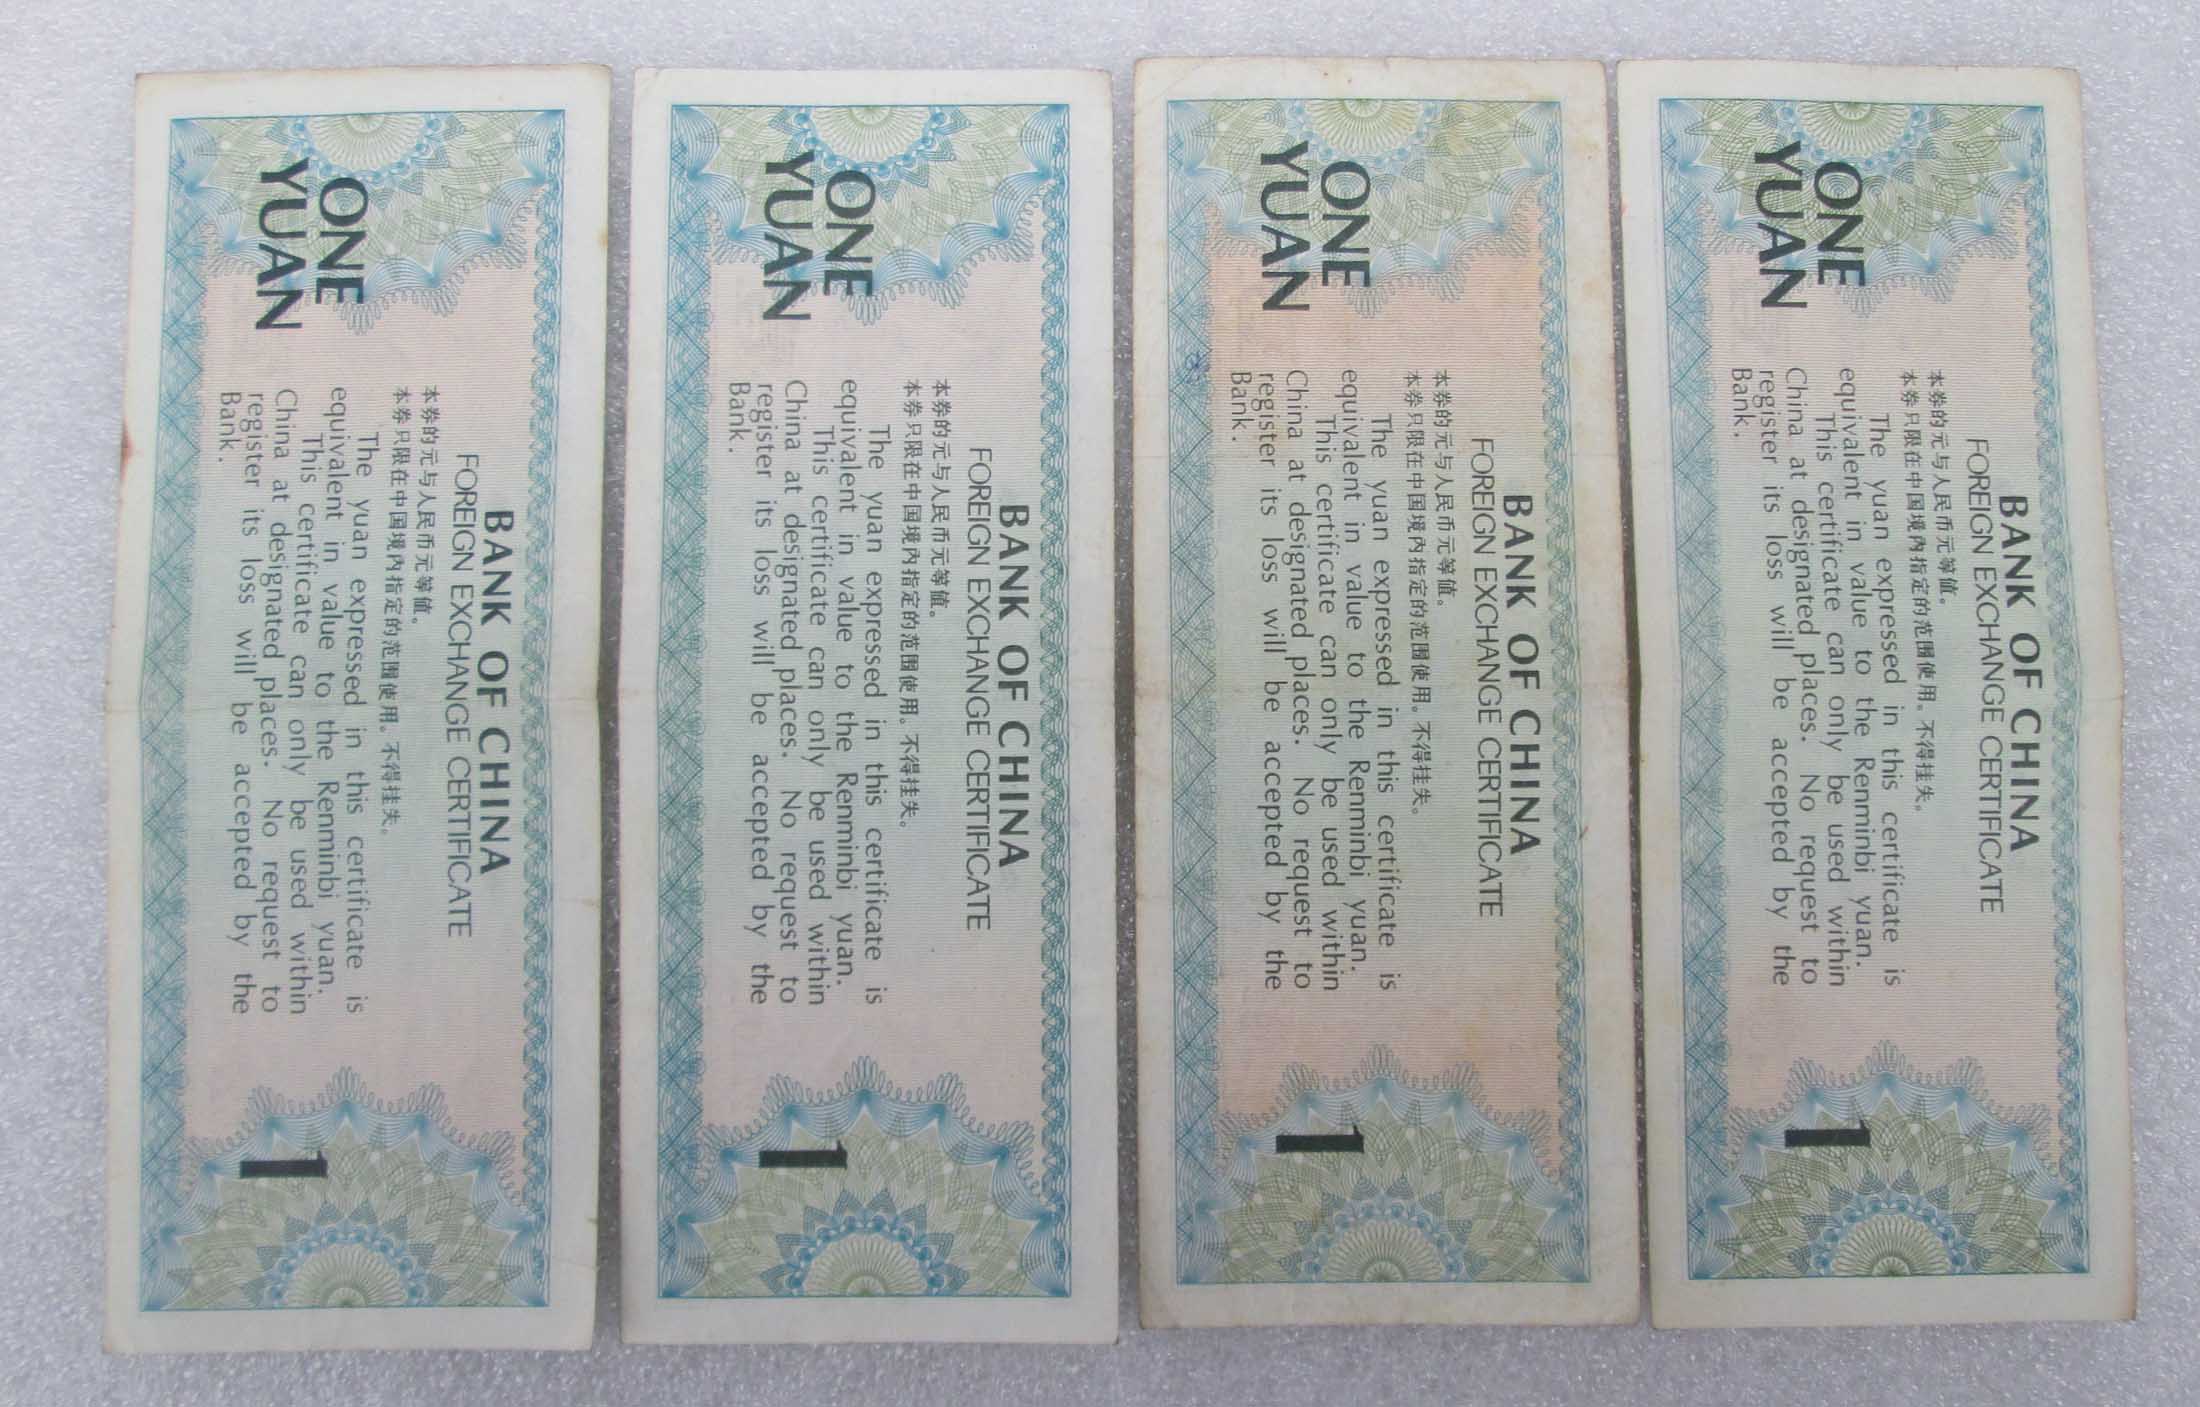 BANK OF CHINA
FOREIGN EXCHANGE CERTIFICATE
ONE
YUAN
本券的元与人民币元等值。
本券只限在中国境内指定的范围使用。不得挂失。
The yuan expressed in this certificate is
equivalent in value to the Renminbi yuan.
This certificate can only be used within
China at designated places. No request to
register its loss will be accepted by the
Bank.
1
BANK OF CHINA
FOREIGN EXCHANGE CERTIFICATE
ONE
YUAN
本券的元与人民币元等值。
本券只限在中国境内指定的范围使用。不得挂失。
The yuan expressed in this certificate is
equivalent in value to the Renminbi yuan.
This certificate can only be used within
China at designated places. No request to
register its loss will be accepted by the
Bank.
1
BANK OF CHINA
FOREIGN EXCHANGE CERTIFICATE
ONE
YUAN
本券的元与人民币元等值。
本券只限在中国境内指定的范围使用。不得挂失。
The yuan expressed in this certificate is
equivalent in value to the Renminbi yuan.
This certificate can only be used within
China at designated places. No request to
register its loss will be accepted by the
Bank.
1
BANK OF CHINA
FOREIGN EXCHANGE CERTIFICATE
ONE
YUAN
本券的元与人民币元等值。
本券只限在中国境内指定的范围使用。不得挂失。
The yuan expressed in this certificate is
equivalent in value to the Renminbi yuan.
This certificate can only be used within
China at designated places. No request to
register its loss will be accepted by the
Bank.
1